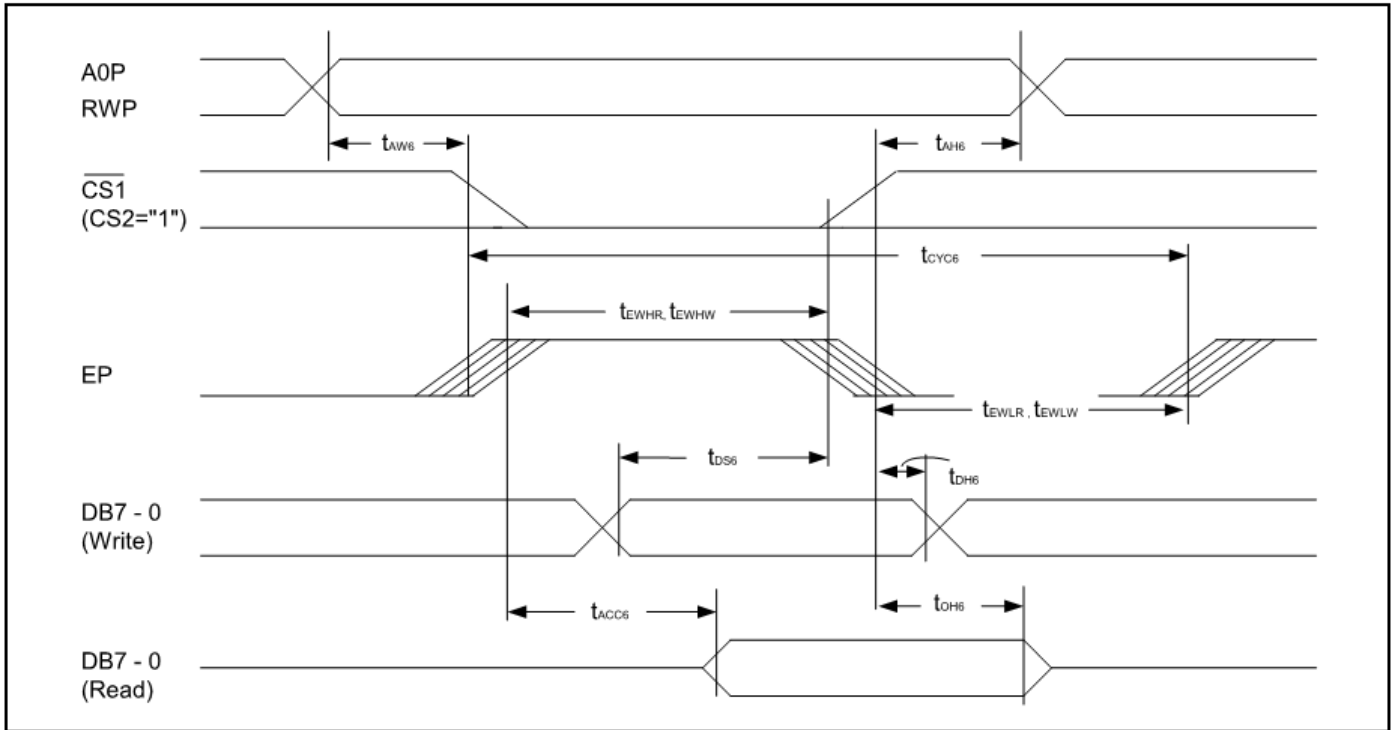 A0P
RWP
tAW6
tAH6
CS1
(CS2="1")
tCYC6
tEWHR, tEWHW
EP
tEWLR , tEWLW
tDS6
tDH6
DB7 - 0
(Write)
tACC6
tOH6
DB7 - 0
(Read)